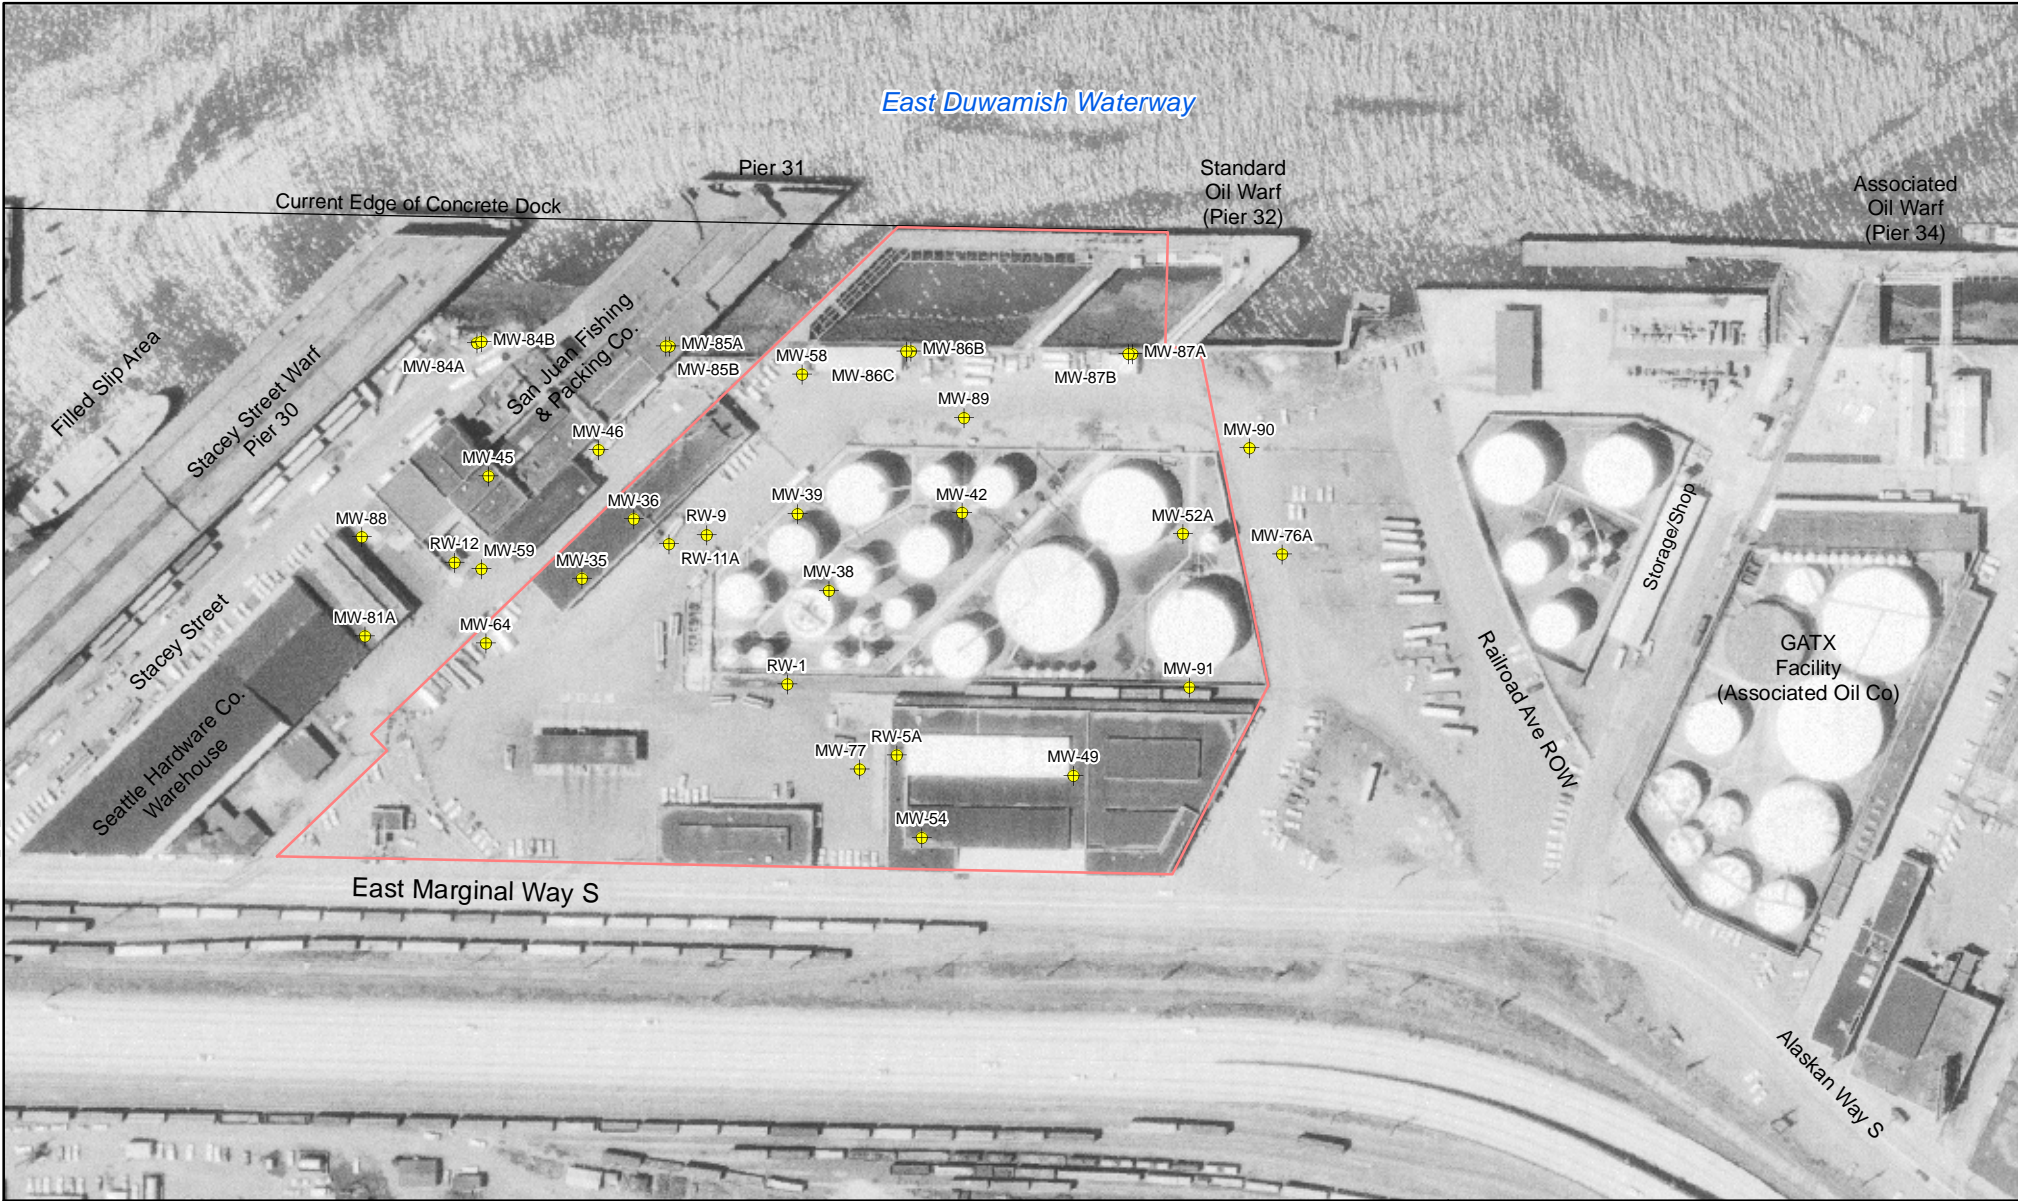 East Duwamish Waterway
Pier 31
Standard
Oil Warf
(Pier 32)
Associated
Oil Warf
(Pier 34)
Current Edge of Concrete Dock
Filled Slip Area
Stacey Street Warf
Pier 30
San Juan Fishing
& Packing Co.
MW-84B
MW-84A
MW-85A
MW-85B
MW-58
MW-86B
MW-86C
MW-87A
MW-87B
MW-89
MW-90
MW-46
MW-45
MW-36
MW-39
MW-42
MW-52A
MW-76A
MW-88
RW-12
MW-59
RW-9
RW-11A
MW-35
MW-38
MW-81A
MW-64
RW-1
MW-91
Stacey Street
Seattle Hardware Co.
Warehouse
MW-77
RW-5A
MW-49
MW-54
Storage/Shop
Railroad Ave ROW
GATX
Facility
(Associated Oil Co)
East Marginal Way S
Alaskan Way S